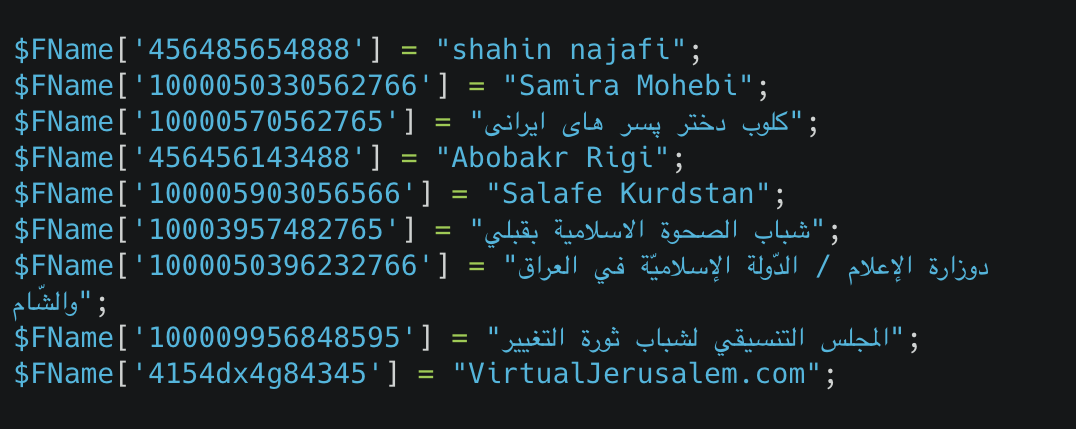 $FName['456485654888'] = "shahin najafi";
$FName['1000050330562766'] = "Samira Mohebi";
$FName['10000570562765'] = "کلوب دختر پسر های ایرانی";
$FName['456456143488'] = "Abobakr Rigi";
$FName['100005903056566'] = "Salafe Kurdstan";
$FName['10003957482765'] = "شباب الصحوة الاسلامية بقبلي";
$FName['1000050396232766'] = "دوزارة الإعلام / الدّولة الإسلاميّة في العراق
والشّام";
$FName['100009956848595'] = "المجلس التنسيقي لشباب ثورة التغيير";
$FName['4154dx4g84345'] = "VirtualJerusalem.com";